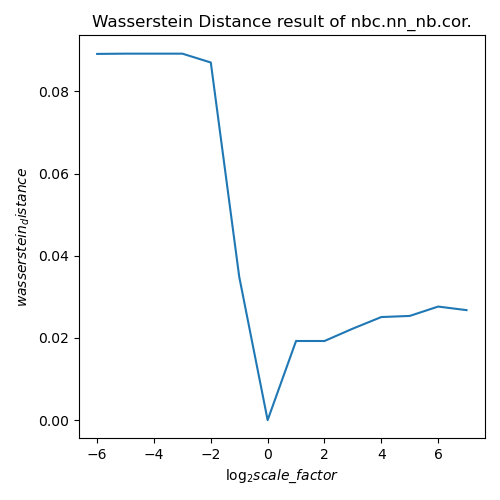 Wasserstein Distance result of nbc.nn_nb.cor.
wasserstein_distance
0.08
0.06
0.04
0.02
0.00
−6 −4 −2 0 2 4 6
log₂scale_factor